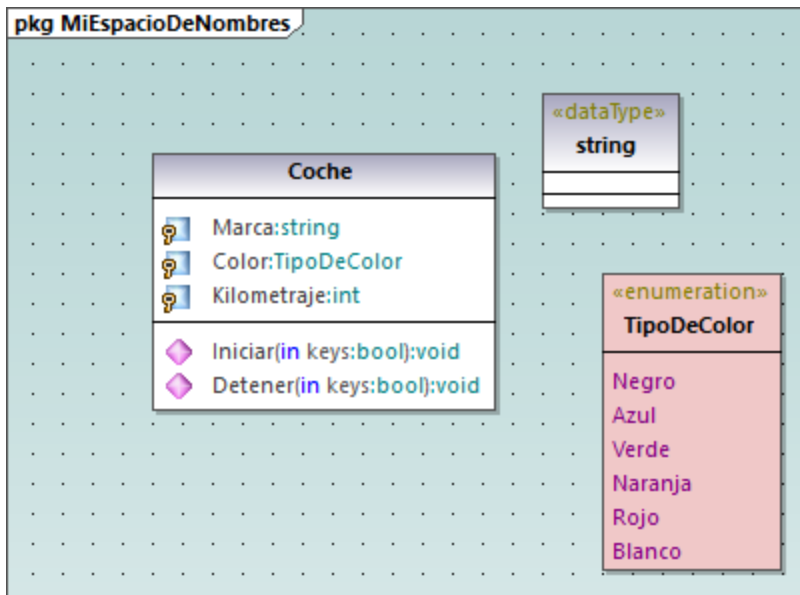 pkg MiEspacioDeNombres
«dataType»
string
Coche
Marca:string
Color:TipoDeColor
Kilometraje:int
Iniciar(in keys:bool):void
Detener(in keys:bool):void
«enumeration»
TipoDeColor
Negro
Azul
Verde
Naranja
Rojo
Blanco